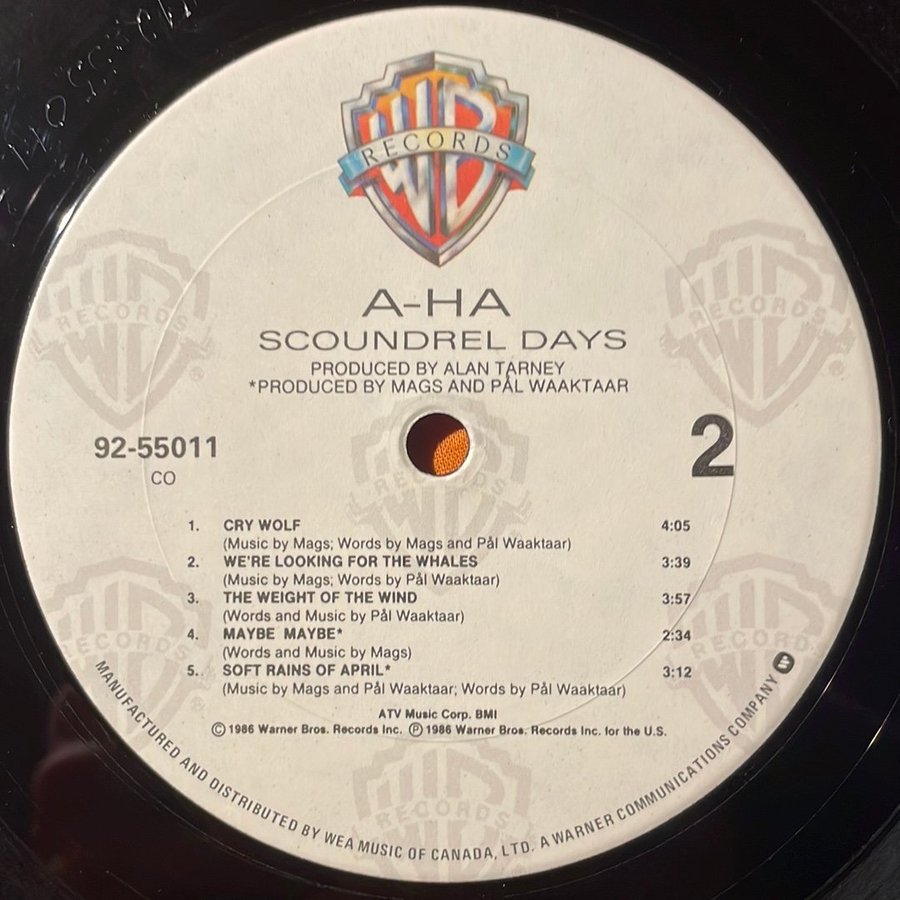 WB
RECORDS
A-HA
SCOUNDREL DAYS
PRODUCED BY ALAN TARNEY
*PRODUCED BY MAGS AND PÅL WAAKTAAR
92-55011
CO
2
1. CRY WOLF 4:05
(Music by Mags; Words by Mags and Pål Waaktaar)
2. WE'RE LOOKING FOR THE WHALES 3:39
(Music by Mags; Words by Pål Waaktaar)
3. THE WEIGHT OF THE WIND 3:57
(Words and Music by Pål Waaktaar)
4. MAYBE MAYBE* 2:34
(Words and Music by Mags)
5. SOFT RAINS OF APRIL* 3:12
(Music by Mags and Pål Waaktaar; Words by Pål Waaktaar)
ATV Music Corp. BMI
©1986 Warner Bros. Records Inc. ℗1986 Warner Bros. Records Inc. for the U.S.
MANUFACTURED AND DISTRIBUTED BY WEA MUSIC OF CANADA, LTD. A WARNER COMMUNICATIONS COMPANY